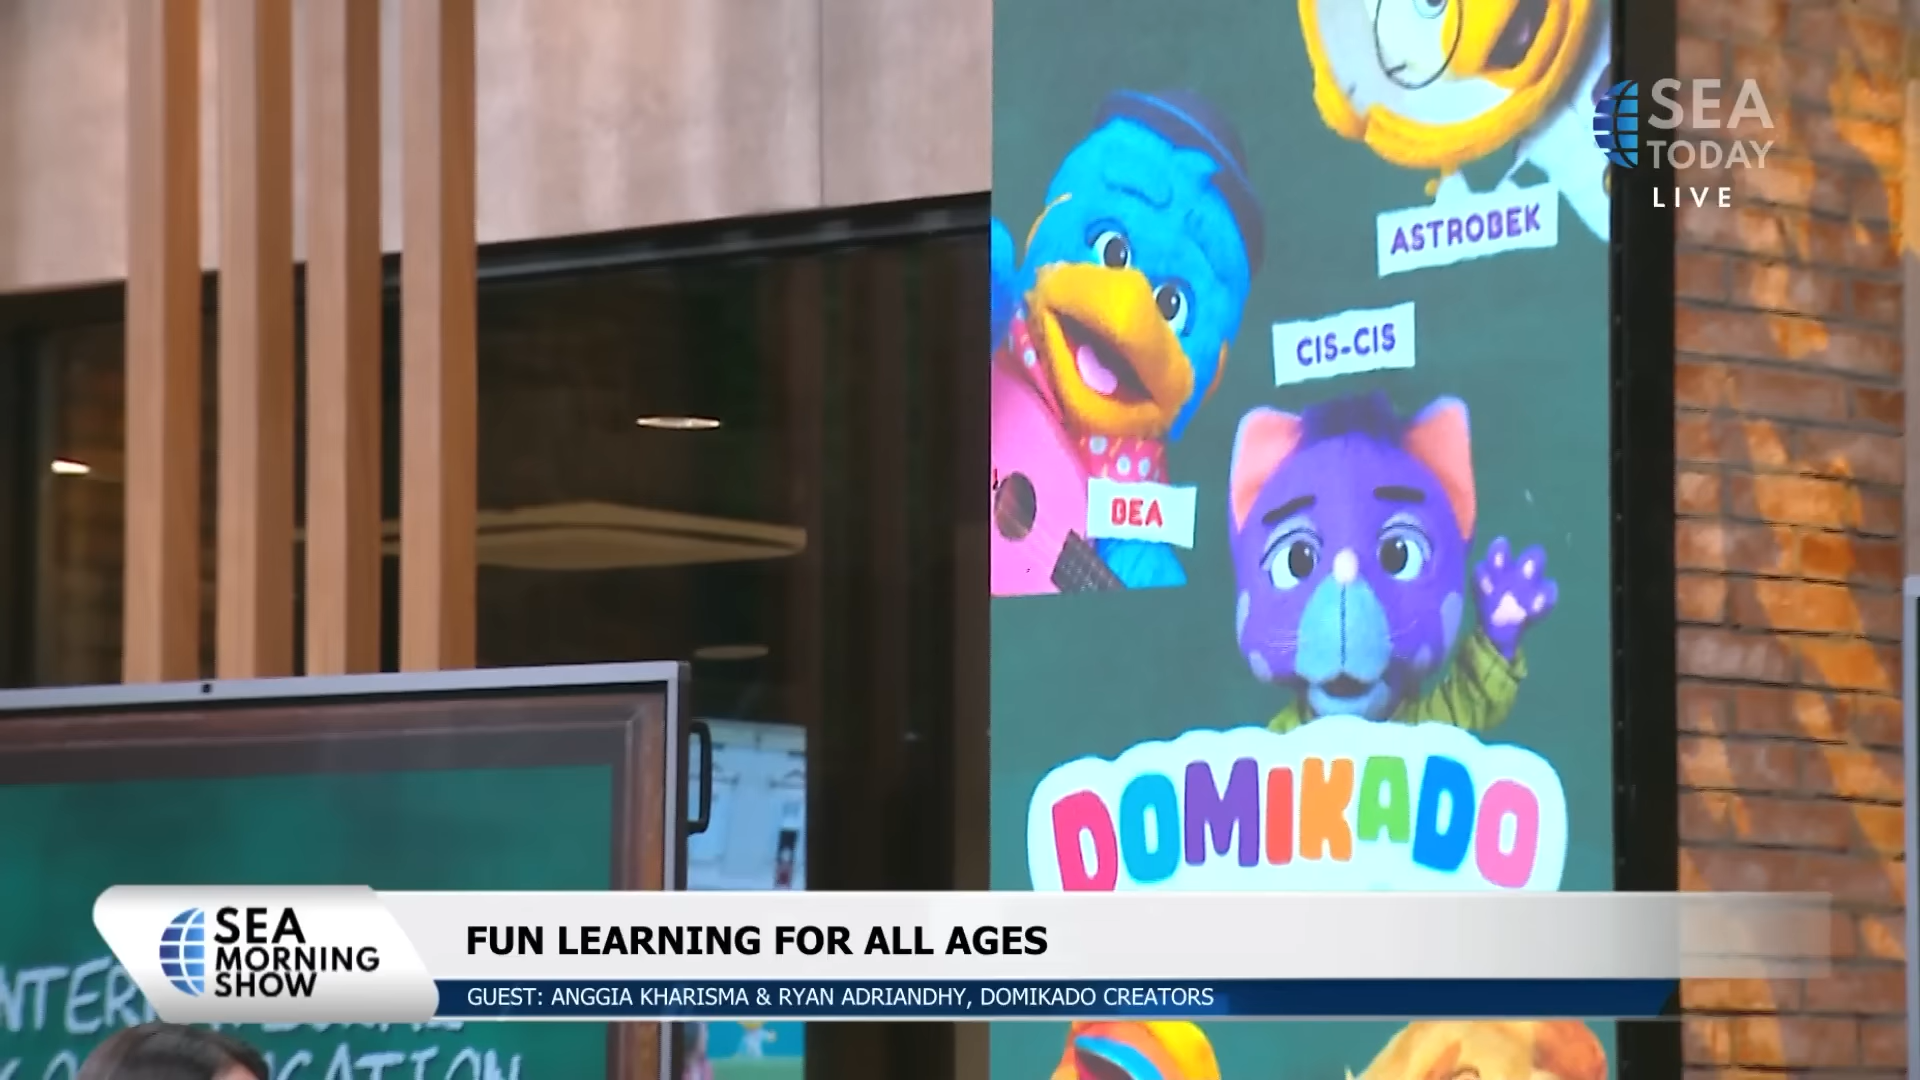 SEA
TODAY
LIVE
ASTROBEK
CIS-CIS
BEA
DOMIKADO
SEA
MORNING
SHOW
FUN LEARNING FOR ALL AGES
GUEST: ANGGIA KHARISMA & RYAN ADRIANDHY, DOMIKADO CREATORS